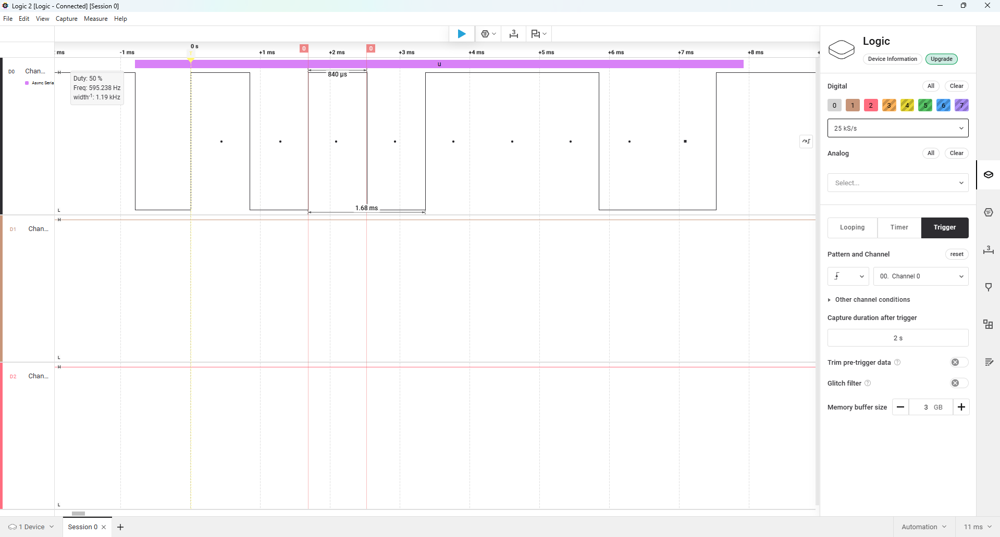 Logic 2 [Logic - Connected] [Session 0]
File Edit View Capture Measure Help
0 s
ms -1 ms +1 ms 0 +2 ms 0 +3 ms +4 ms +5 ms +6 ms +7 ms +8 ms
D0 Chan...
Async Seria
H
L
u
Duty: 50 %
Freq: 595.238 Hz
width-1: 1.19 kHz
840 µs
1.68 ms
D1 Chan...
H
L
D2 Chan...
H
L
Logic
Device Information Upgrade
Digital All Clear
0 1 2 3 4 5 6 7
25 kS/s
Analog All Clear
Select...
Looping Timer Trigger
Pattern and Channel reset
00. Channel 0
Other channel conditions
Capture duration after trigger
2 s
Trim pre-trigger data ?
Glitch filter ?
Memory buffer size 3 GB
1F
3
1 Device Session 0 Automation 11 ms